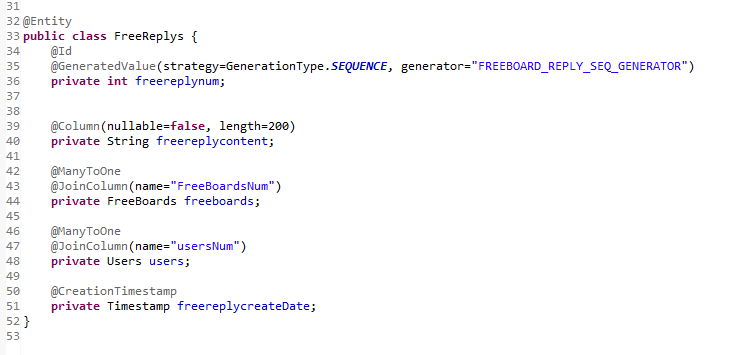 31
32 @Entity
33 public class FreeReplys {
34     @Id
35     @GeneratedValue(strategy=GenerationType.SEQUENCE, generator="FREEBOARD_REPLY_SEQ_GENERATOR")
36     private int freereplynum;
37
38
39     @Column(nullable=false, length=200)
40     private String freereplycontent;
41
42     @ManyToOne
43     @JoinColumn(name="FreeBoardsNum")
44     private FreeBoards freeboards;
45
46     @ManyToOne
47     @JoinColumn(name="usersNum")
48     private Users users;
49
50     @CreationTimestamp
51     private Timestamp freereplycreateDate;
52 }
53